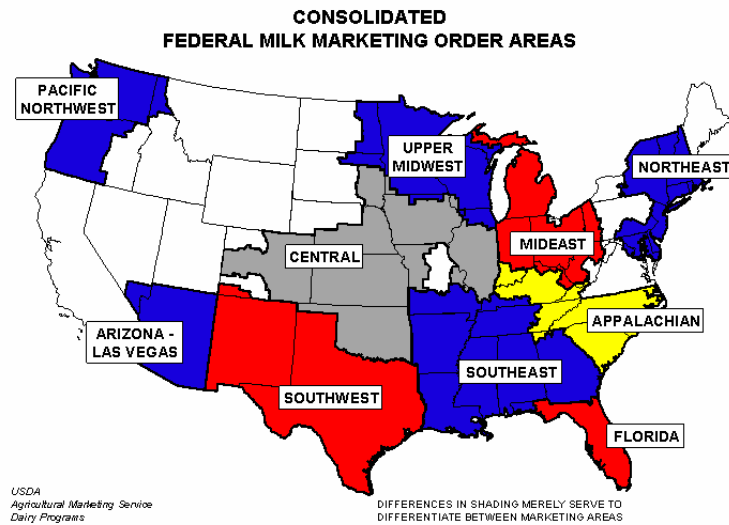 CONSOLIDATED
FEDERAL MILK MARKETING ORDER AREAS
PACIFIC
NORTHWEST
UPPER
MIDWEST
NORTHEAST
MIDEAST
CENTRAL
APPALACHIAN
ARIZONA -
LAS VEGAS
SOUTHEAST
SOUTHWEST
FLORIDA
USDA
Agricultural Marketing Service
Dairy Programs
DIFFERENCES IN SHADING MERELY SERVE TO
DIFFERENTIATE BETWEEN MARKETING AREAS